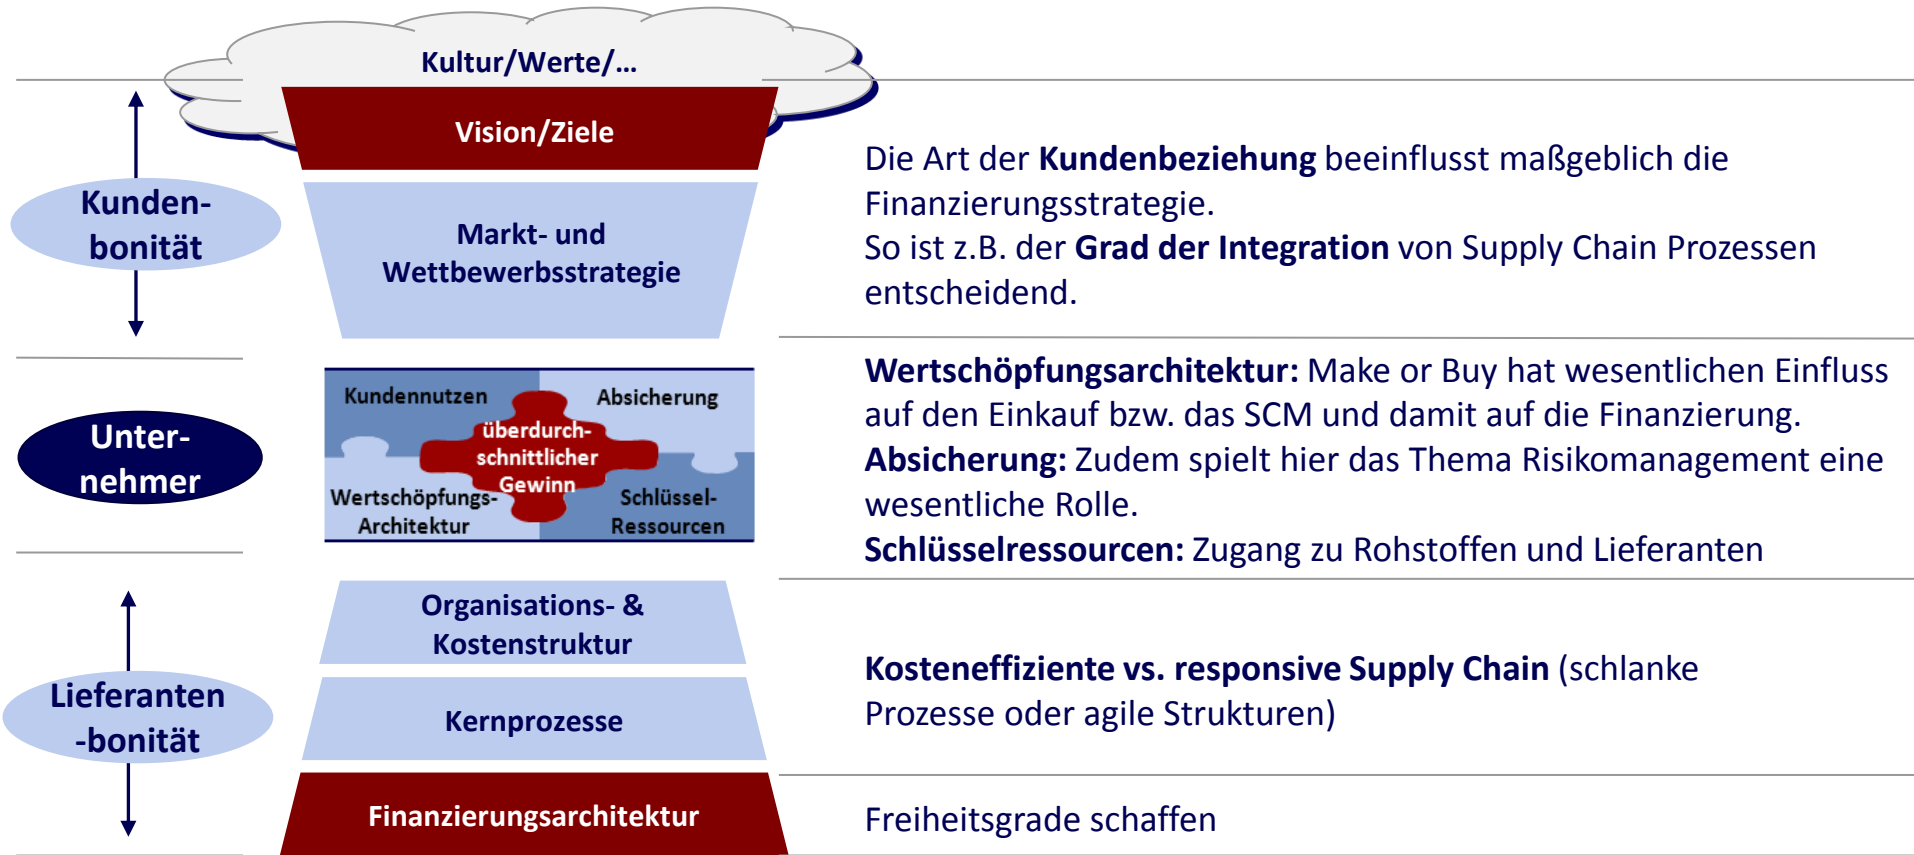 Kultur/Werte/...
Vision/Ziele
Kunden-
bonität
Markt- und
Wettbewerbsstrategie
Die Art der Kundenbeziehung beeinflusst maßgeblich die
Finanzierungsstrategie.
So ist z.B. der Grad der Integration von Supply Chain Prozessen
entscheidend.
Unter-
nehmer
Kundennutzen
Absicherung
überdurch-
schnittlicher
Gewinn
Wertschöpfungs-
Architektur
Schlüssel-
Ressourcen
Wertschöpfungsarchitektur: Make or Buy hat wesentlichen Einfluss
auf den Einkauf bzw. das SCM und damit auf die Finanzierung.
Absicherung: Zudem spielt hier das Thema Risikomanagement eine
wesentliche Rolle.
Schlüsselressourcen: Zugang zu Rohstoffen und Lieferanten
Lieferanten
-bonität
Organisations- &
Kostenstruktur
Kernprozesse
Kosteneffiziente vs. responsive Supply Chain (schlanke
Prozesse oder agile Strukturen)
Finanzierungsarchitektur
Freiheitsgrade schaffen